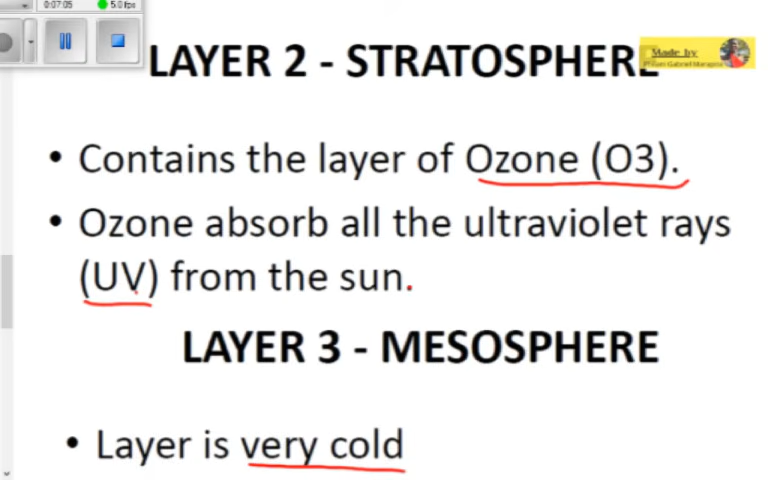 0:07:05 5.0 fps
LAYER 2 - STRATOSPHERE
Made by
• Contains the layer of Ozone (O3).
• Ozone absorb all the ultraviolet rays
(UV) from the sun.
LAYER 3 - MESOSPHERE
• Layer is very cold